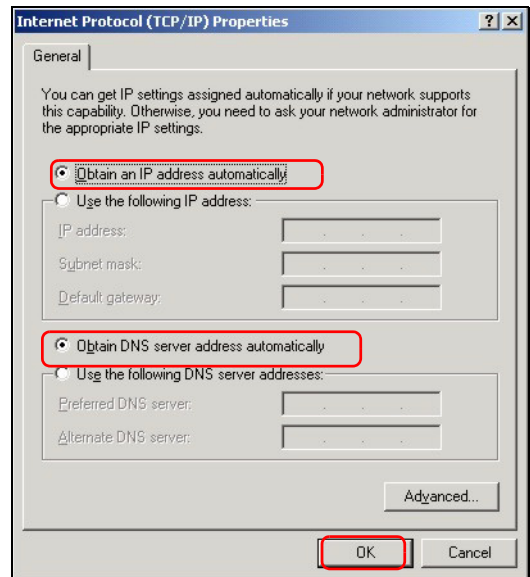 Internet Protocol (TCP/IP) Properties
General
You can get IP settings assigned automatically if your network supports
this capability. Otherwise, you need to ask your network administrator for
the appropriate IP settings.
Obtain an IP address automatically
Use the following IP address:
IP address:
Subnet mask:
Default gateway:
Obtain DNS server address automatically
Use the following DNS server addresses:
Preferred DNS server:
Alternate DNS server:
Advanced...
OK Cancel